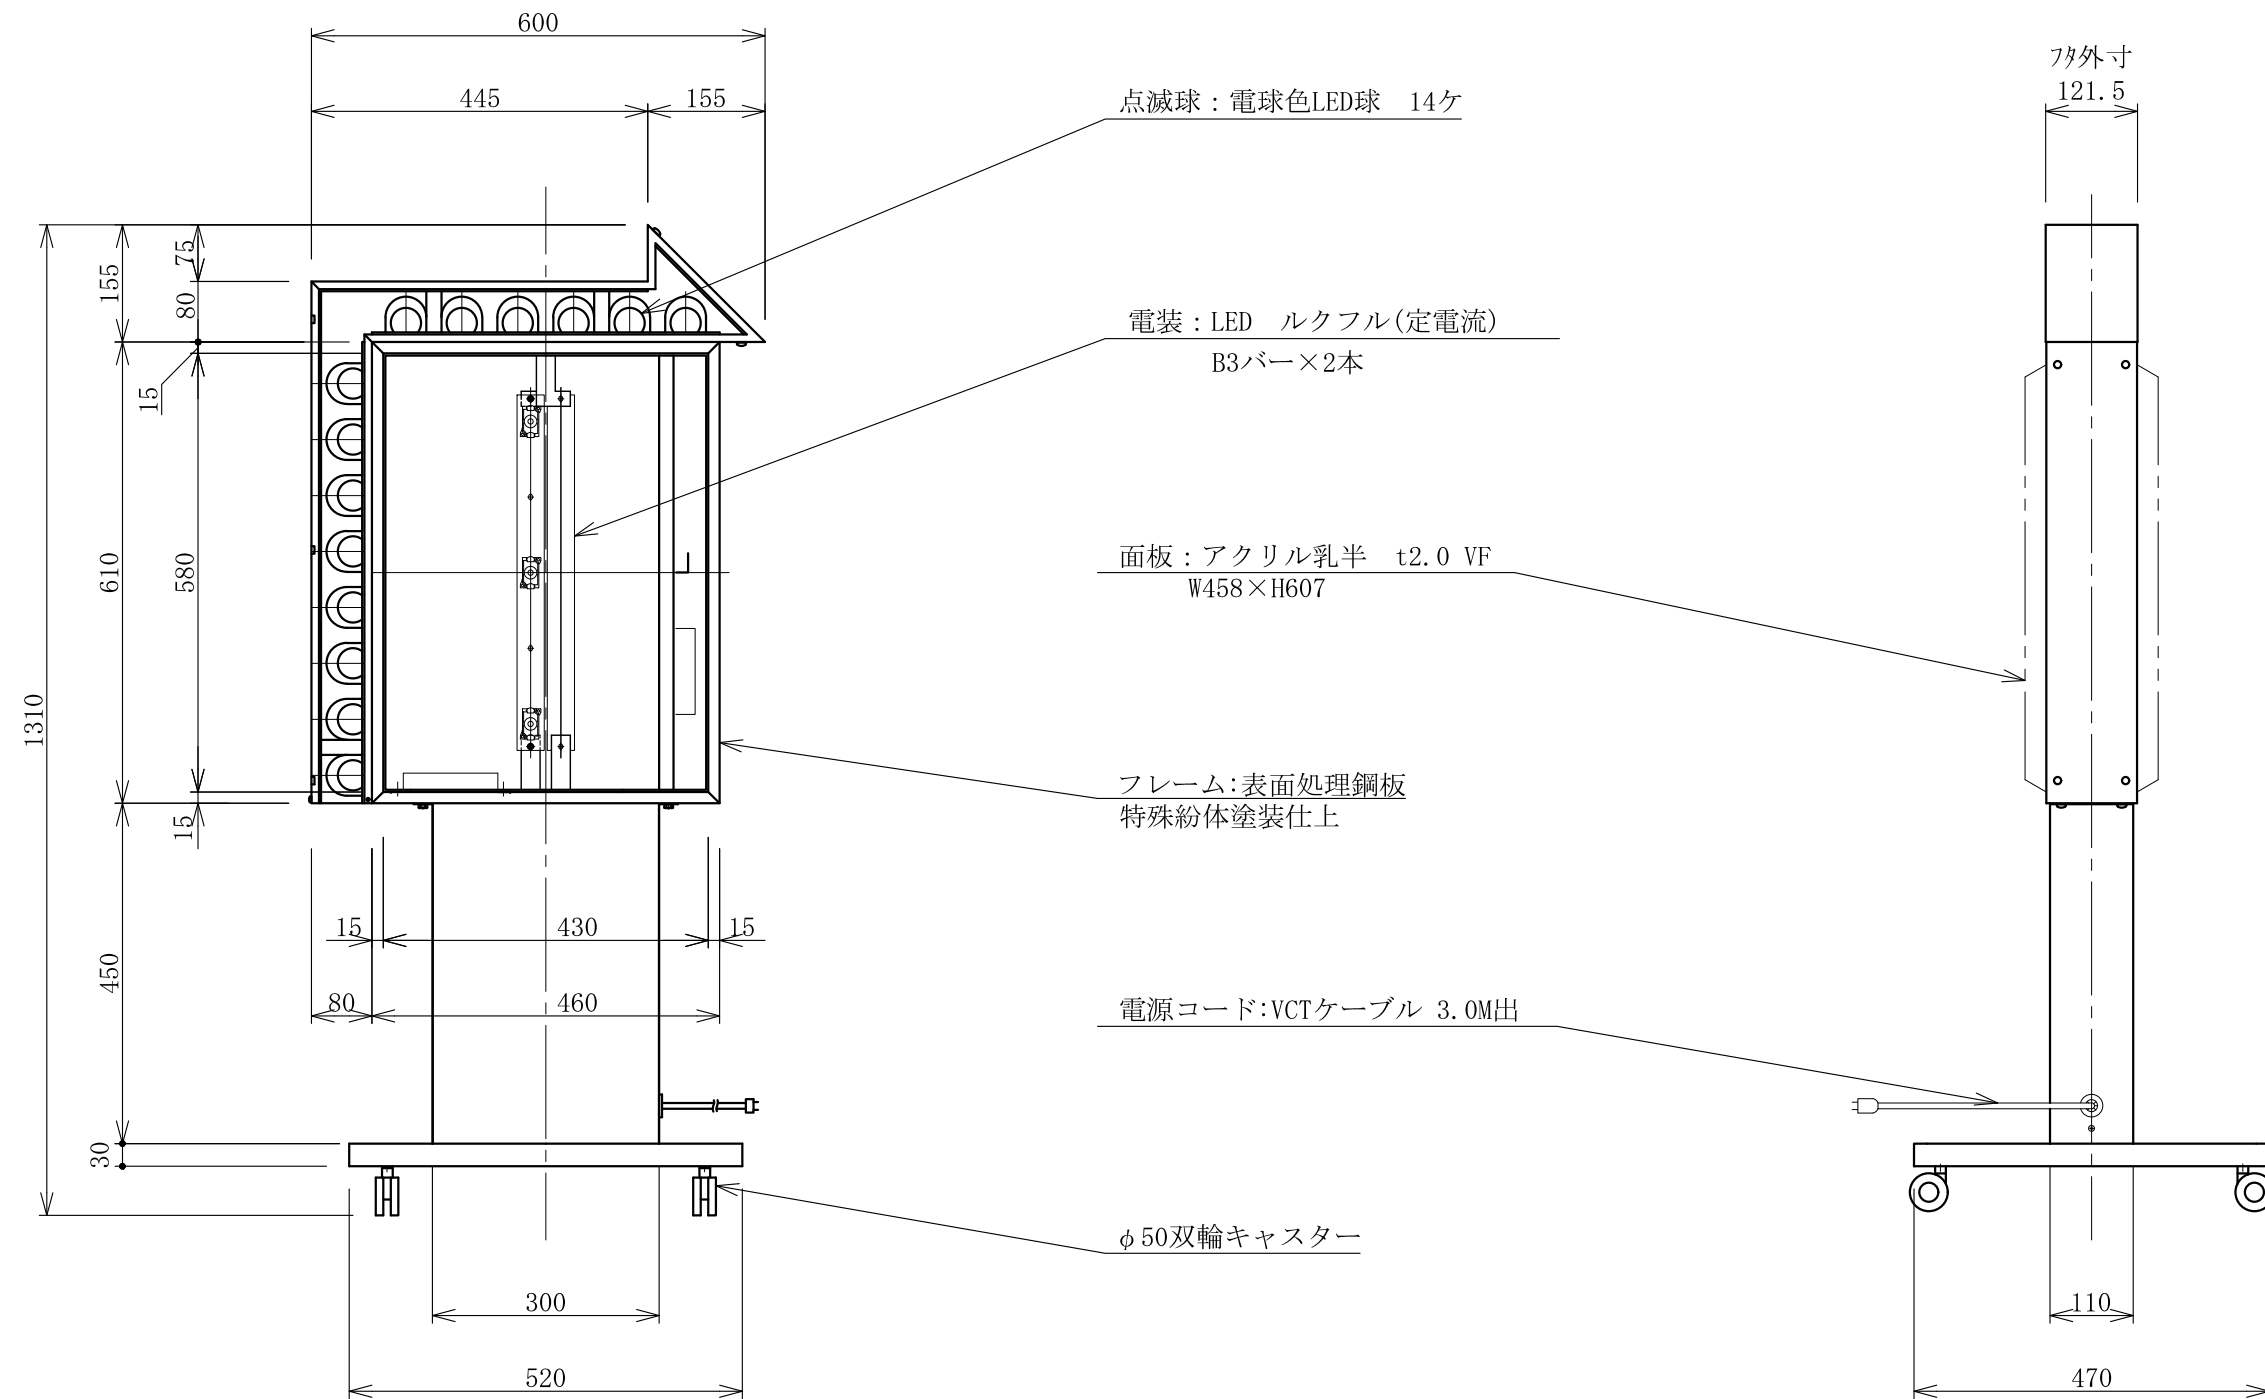 600
445
155
フタ外寸
121.5
点滅球：電球色LED球　14ケ
75
155
80
15
電装：LED　ルクフル(定電流)
B3バー×2本
610
580
面板：アクリル乳半　t2.0 VF
W458×H607
1310
フレーム:表面処理鋼板
特殊紛体塗装仕上
15
15
430
15
450
80
460
電源コード:VCTケーブル 3.0M出
30
φ50双輪キャスター
300
110
520
470